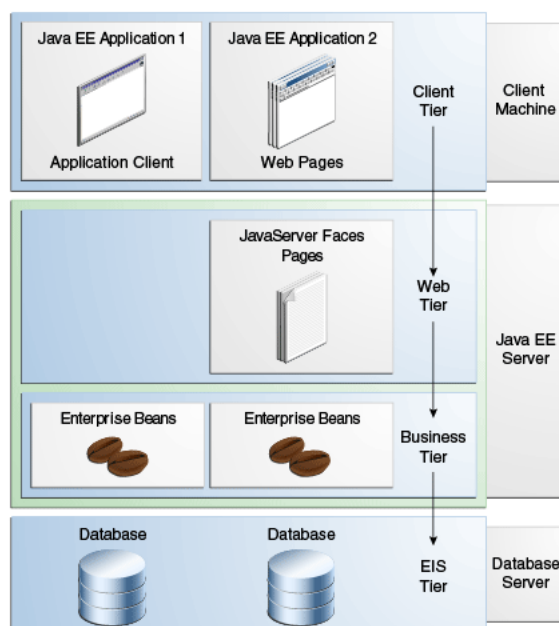 Java EE Application 1
Java EE Application 2
Application Client
Web Pages
Client
Tier
Client
Machine
JavaServer Faces
Pages
Web
Tier
Java EE
Server
Enterprise Beans
Enterprise Beans
Business
Tier
Database
Database
EIS
Tier
Database
Server